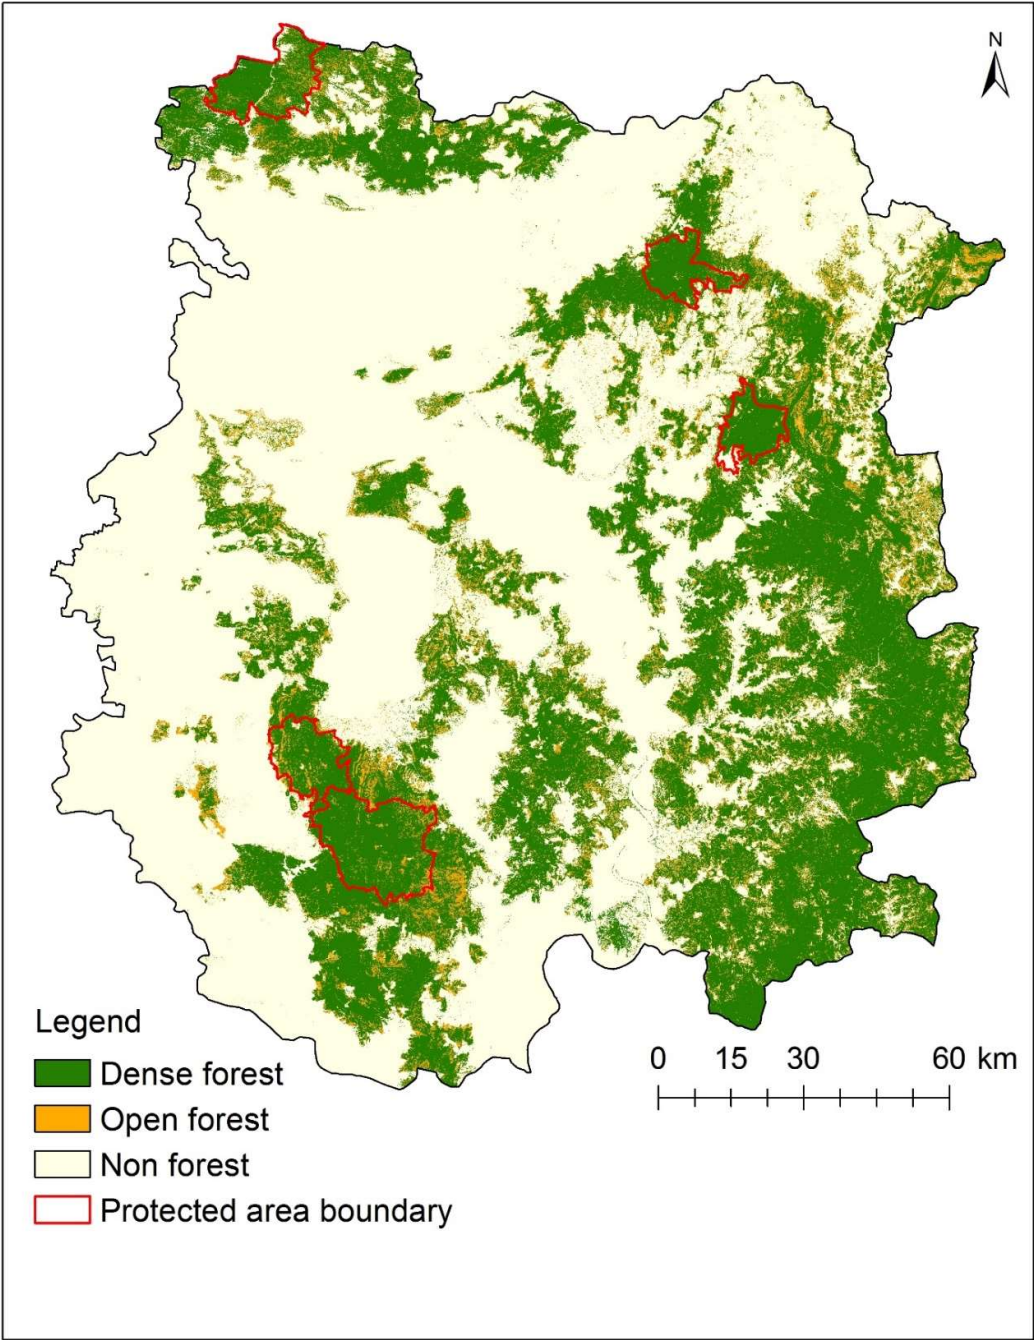 N
Legend
Dense forest
Open forest
Non forest
Protected area boundary
0 15 30 60 km